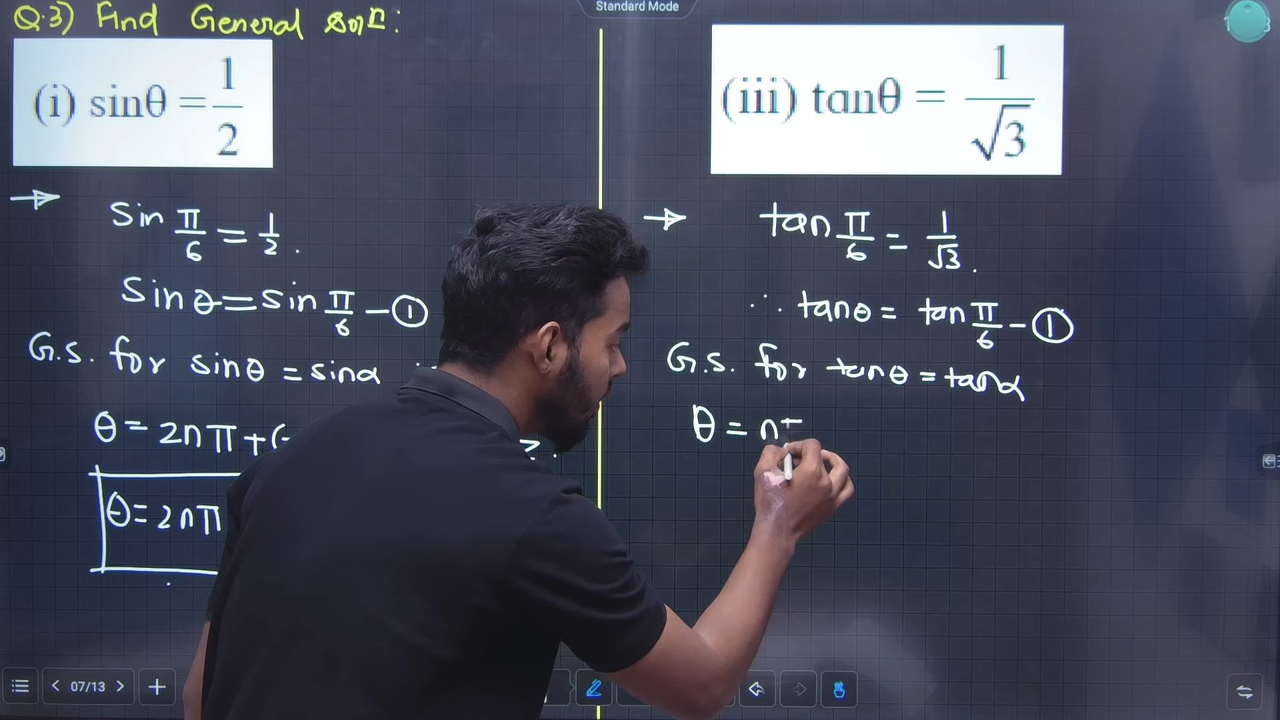 Standard Mode
Q.3) Find General solⁿ:
(i) sinθ = 1/2
→ sin π/6 = 1/2.
sinθ = sin π/6 - ①
G.s. for sinθ = sinα
θ = 2nπ + (- z.
θ = 2nπ
(iii) tanθ = 1/√3
→ tan π/6 = 1/√3.
∴ tanθ = tan π/6 - ①
G.s. for tanθ = tanα
θ = n
07/13